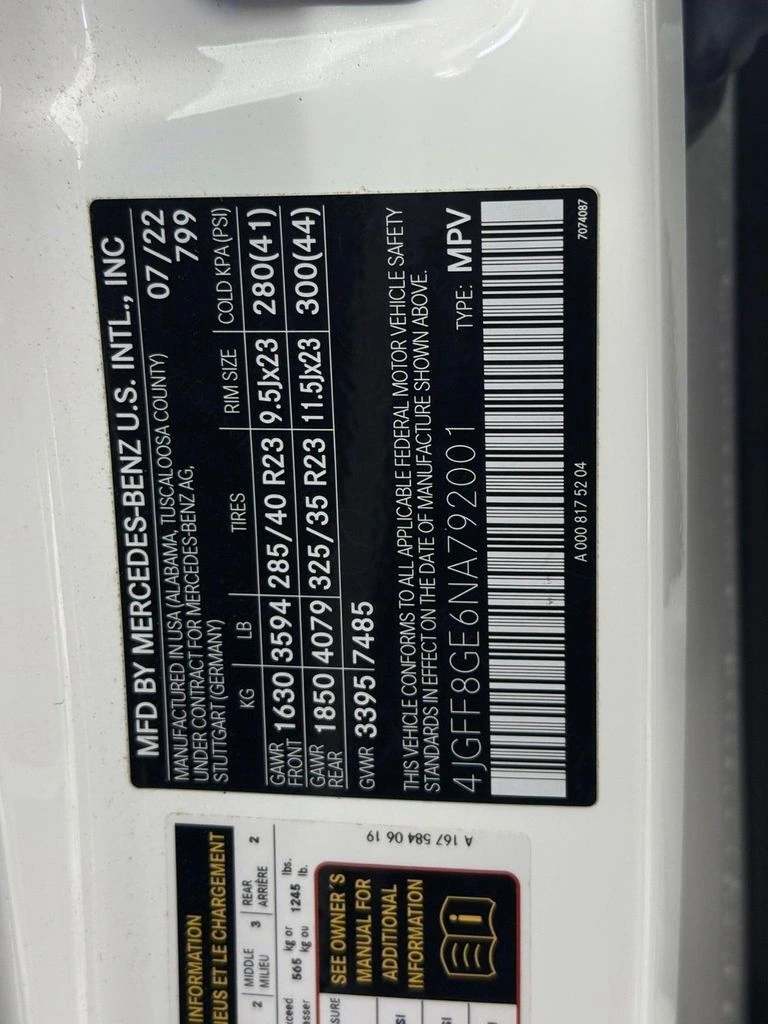 MFD BY MERCEDES-BENZ U.S. INTL., INC
MANUFACTURED IN USA (ALABAMA, TUSCALOOSA COUNTY) 07/22
UNDER CONTRACT FOR MERCEDES-BENZ AG, 799
STUTTGART (GERMANY)
KG LB TIRES RIM SIZE COLD KPA (PSI)
GAWR FRONT 1630 3594 285/40 R23 9.5Jx23 280(41)
GAWR REAR 1850 4079 325/35 R23 11.5Jx23 300(44)
GVWR 3395 7485
THIS VEHICLE CONFORMS TO ALL APPLICABLE FEDERAL MOTOR VEHICLE SAFETY
STANDARDS IN EFFECT ON THE DATE OF MANUFACTURE SHOWN ABOVE.
4JGFF8GE6NA792001 TYPE: MPV
A 000 817 52 04 7074087
INFORMATION
NEUS ET LE CHARGEMENT
2 MIDDLE 3 REAR 2
MILIEU ARRIÈRE
xceed 565 kg or 1245 lbs.
asser kg ou lb.
SURE
SI
SI
SEE OWNER'S
MANUAL FOR
ADDITIONAL
INFORMATION
A 167 584 06 19